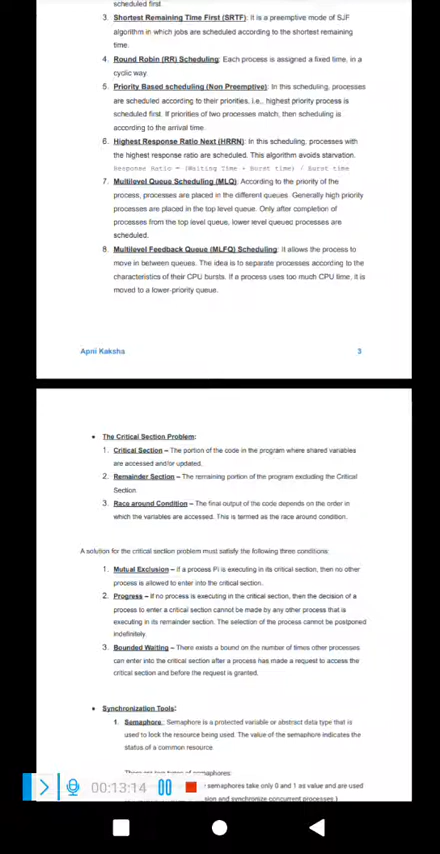 scheduled first.
3. Shortest Remaining Time First (SRTF): It is a preemptive mode of SJF
algorithm in which jobs are scheduled according to the shortest remaining
time.
4. Round Robin (RR) Scheduling: Each process is assigned a fixed time, in a
cyclic way.
5. Priority Based scheduling (Non Preemptive): In this scheduling, processes
are scheduled according to their priorities, i.e., highest priority process is
scheduled first. If priorities of two processes match, then scheduling is
according to the arrival time.
6. Highest Response Ratio Next (HRRN): In this scheduling, processes with
the highest response ratio are scheduled. This algorithm avoids starvation.
Response Ratio = (Waiting Time + Burst time) / Burst time
7. Multilevel Queue Scheduling (MLQ): According to the priority of the
process, processes are placed in the different queues. Generally high priority
processes are placed in the top level queue. Only after completion of
processes from the top level queue, lower level queued processes are
scheduled.
8. Multilevel Feedback Queue (MLFQ) Scheduling: It allows the process to
move in between queues. The idea is to separate processes according to the
characteristics of their CPU bursts. If a process uses too much CPU time, it is
moved to a lower-priority queue.
Apni Kaksha 3
• The Critical Section Problem:
1. Critical Section – The portion of the code in the program where shared variables
are accessed and/or updated.
2. Remainder Section – The remaining portion of the program excluding the Critical
Section.
3. Race around Condition – The final output of the code depends on the order in
which the variables are accessed. This is termed as the race around condition.
A solution for the critical section problem must satisfy the following three conditions:
1. Mutual Exclusion – If a process Pi is executing in its critical section, then no other
process is allowed to enter into the critical section.
2. Progress – If no process is executing in the critical section, then the decision of a
process to enter a critical section cannot be made by any other process that is
executing in its remainder section. The selection of the process cannot be postponed
indefinitely.
3. Bounded Waiting – There exists a bound on the number of times other processes
can enter into the critical section after a process has made a request to access the
critical section and before the request is granted.
• Synchronization Tools:
1. Semaphore : Semaphore is a protected variable or abstract data type that is
used to lock the resource being used. The value of the semaphore indicates the
status of a common resource.
There are two types of semaphores:
semaphores take only 0 and 1 as value and are used
00:13:14
sion and synchronize concurrent processes.)